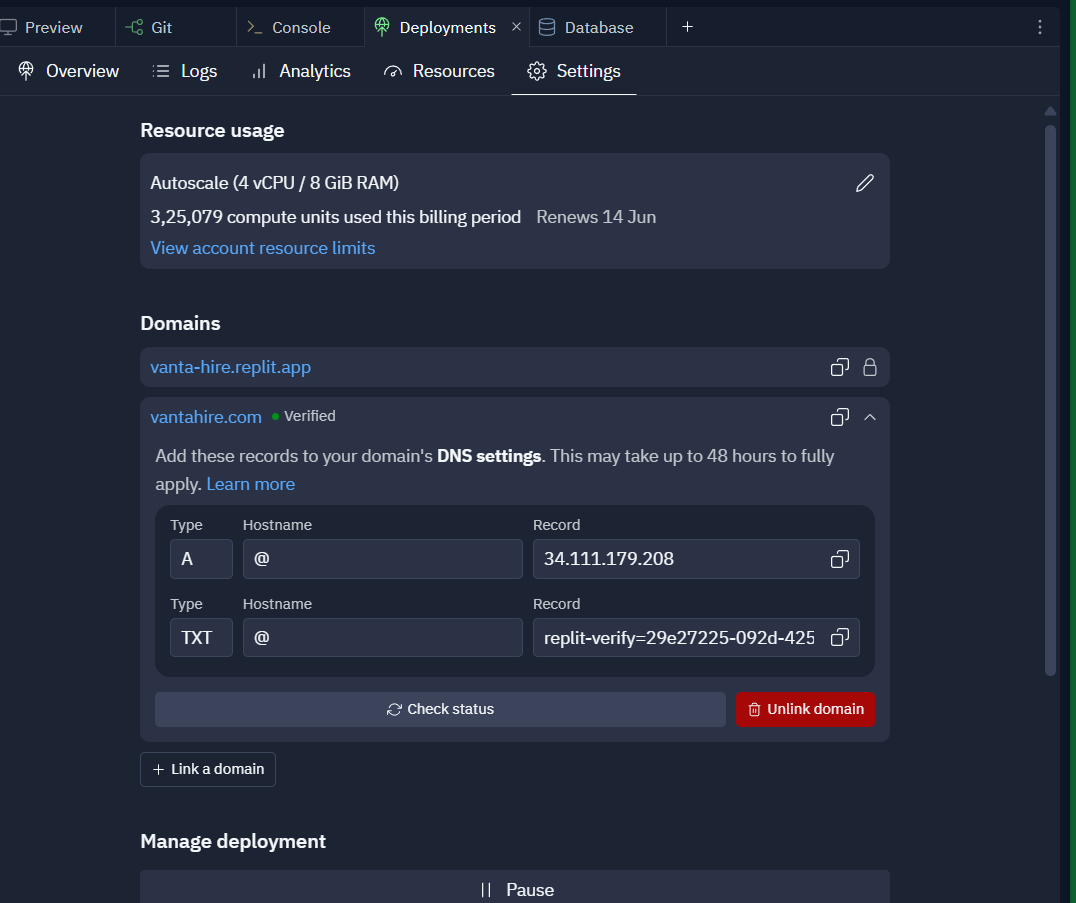 Preview Git Console Deployments Database
Overview Logs Analytics Resources Settings
Resource usage
Autoscale (4 vCPU / 8 GiB RAM)
3,25,079 compute units used this billing period Renews 14 Jun
View account resource limits
Domains
vanta-hire.replit.app
vantahire.com Verified
Add these records to your domain's DNS settings. This may take up to 48 hours to fully
apply. Learn more
Type Hostname Record
A @ 34.111.179.208
Type Hostname Record
TXT @ replit-verify=29e27225-092d-425
Check status Unlink domain
+ Link a domain
Manage deployment
Pause